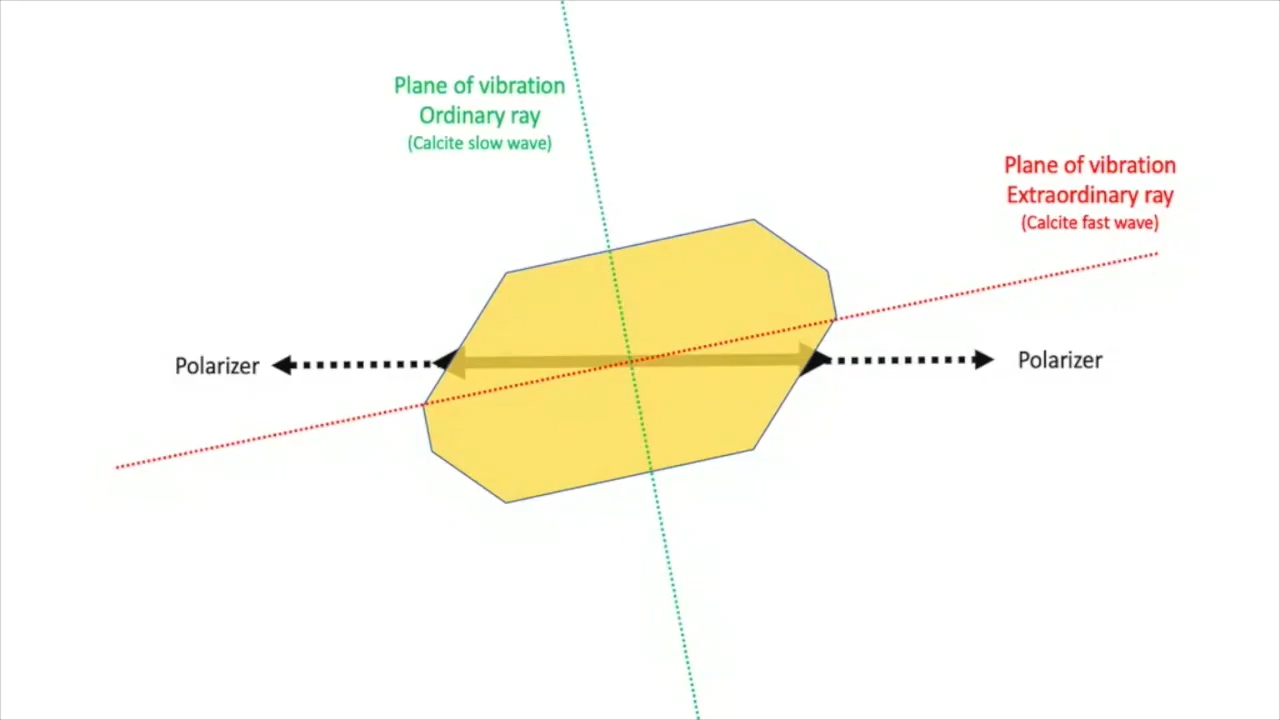 Plane of vibration
Ordinary ray
(Calcite slow wave)
Plane of vibration
Extraordinary ray
(Calcite fast wave)
Polarizer
Polarizer